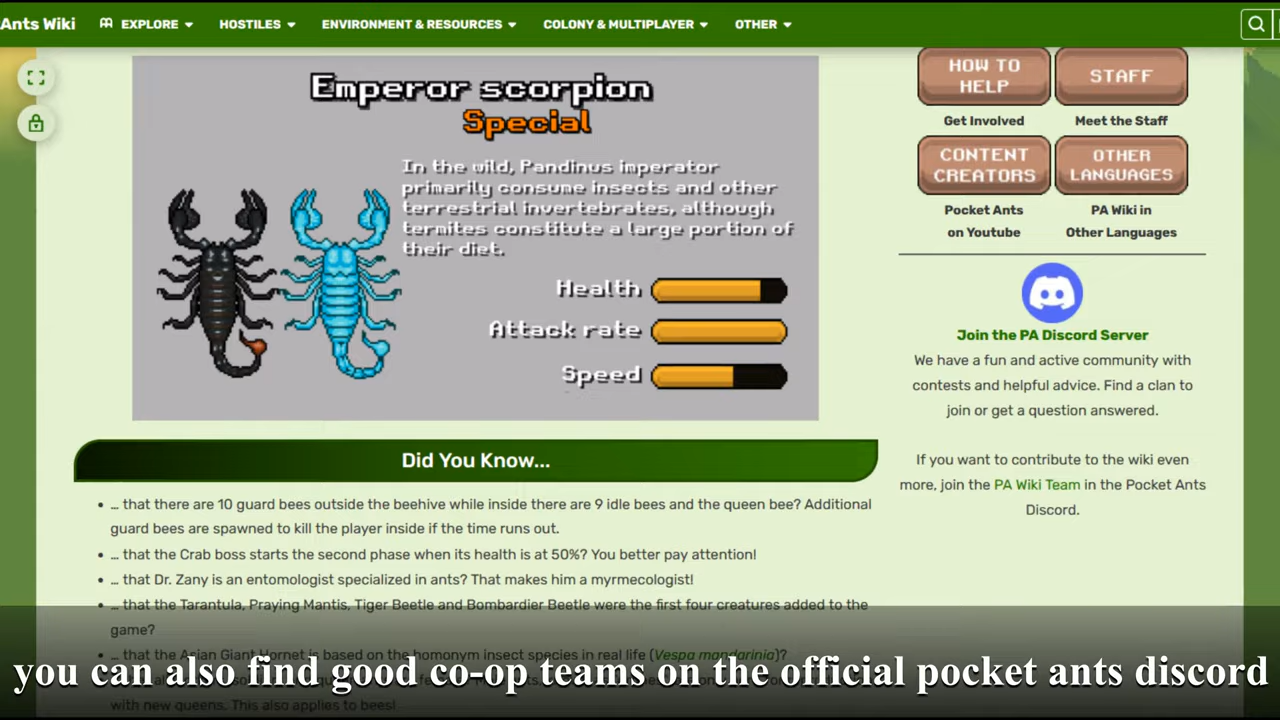 Ants Wiki
EXPLORE
HOSTILES
ENVIRONMENT & RESOURCES
COLONY & MULTIPLAYER
OTHER
Emperor scorpion
Special
In the wild, Pandinus imperator
primarily consume insects and other
terrestrial invertebrates, although
termites constitute a large portion of
their diet.
Health
Attack rate
Speed
HOW TO
HELP
STAFF
Get Involved
Meet the Staff
CONTENT
CREATORS
OTHER
LANGUAGES
Pocket Ants
on Youtube
PA Wiki in
Other Languages
Join the PA Discord Server
We have a fun and active community with
contests and helpful advice. Find a clan to
join or get a question answered.
If you want to contribute to the wiki even
more, join the PA Wiki Team in the Pocket Ants
Discord.
Did You Know...
• … that there are 10 guard bees outside the beehive while inside there are 9 idle bees and the queen bee? Additional
guard bees are spawned to kill the player inside if the time runs out.
• … that the Crab boss starts the second phase when its health is at 50%? You better pay attention!
• … that Dr. Zany is an entomologist specialized in ants? That makes him a myrmecologist!
• … that the Tarantula, Praying Mantis, Tiger Beetle and Bombardier Beetle were the first four creatures added to the
game?
• … that the Asian Giant Hornet is based on the homonym insect species in real life (Vespa mandarinia)?
you can also find good co-op teams on the official pocket ants discord
with new queens. This also applies to bees!